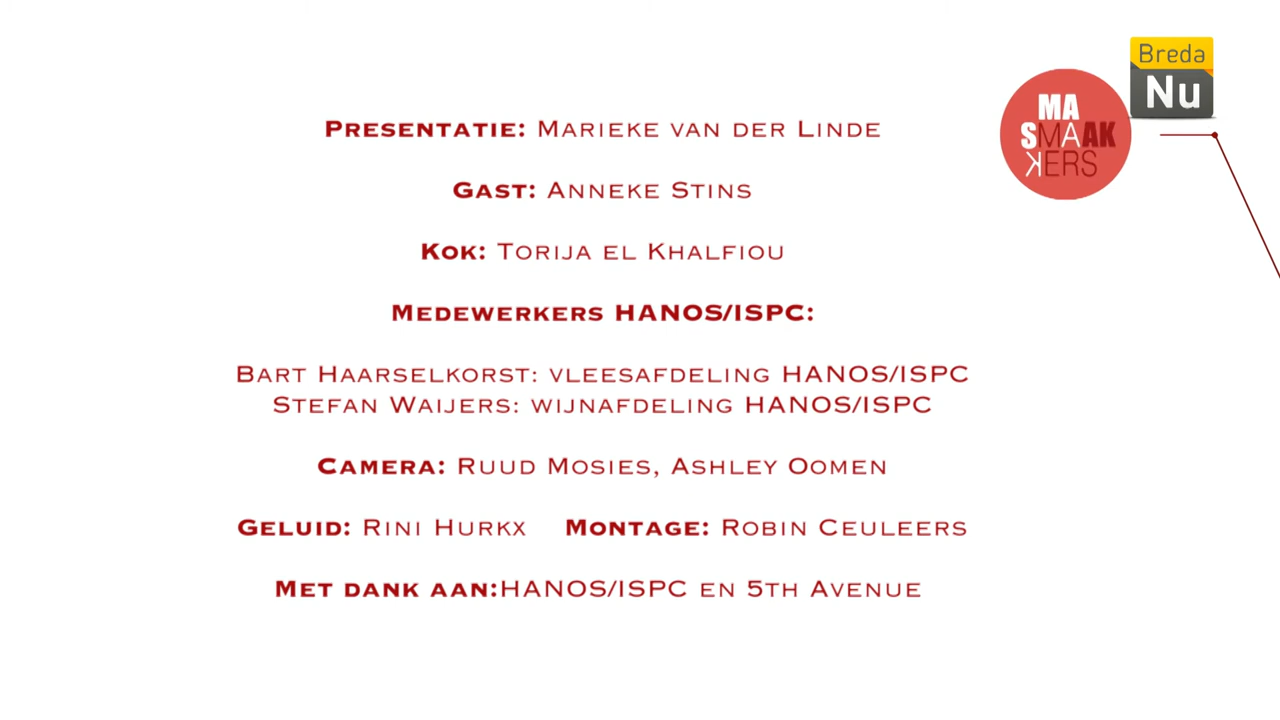 Breda
Nu
MA
SMAAK
KERS
PRESENTATIE: MARIEKE VAN DER LINDE
GAST: ANNEKE STINS
KOK: TORIJA EL KHALFIOU
MEDEWERKERS HANOS/ISPC:
BART HAARSELKORST: VLEESAFDELING HANOS/ISPC
STEFAN WAIJERS: WIJNAFDELING HANOS/ISPC
CAMERA: RUUD MOSIES, ASHLEY OOMEN
GELUID: RINI HURKX MONTAGE: ROBIN CEULEERS
MET DANK AAN:HANOS/ISPC EN 5TH AVENUE